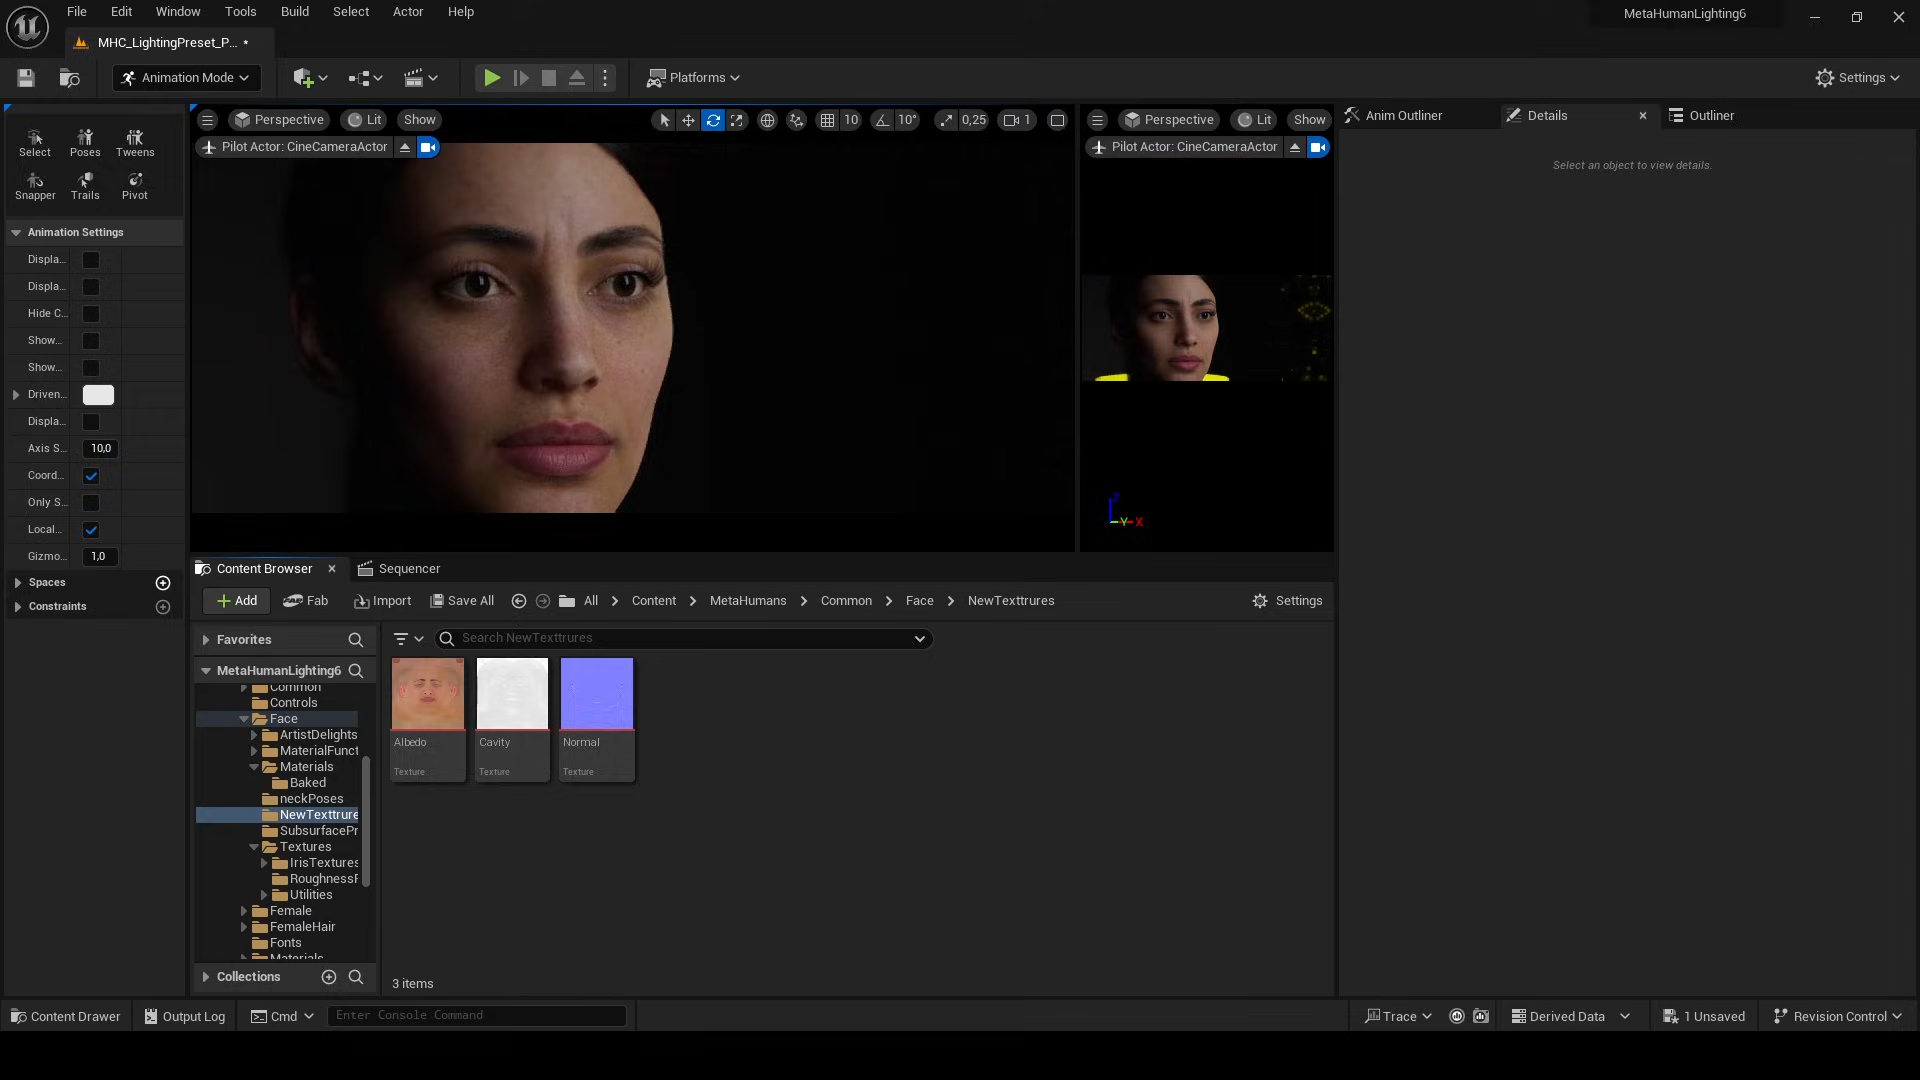 File Edit Window Tools Build Select Actor Help
MetaHumanLighting6
MHC_LightingPreset_P... •
Animation Mode
Platforms
Settings
Select Poses Tweens
Snapper Trails Pivot
Animation Settings
Displa...
Displa...
Hide C...
Show...
Show...
Driven...
Displa...
Axis S... 10,0
Coord...
Only S...
Local...
Gizmo... 1,0
Spaces
Constraints
Perspective Lit Show 10 10° 0,25 1
Pilot Actor: CineCameraActor
Perspective Lit Show
Pilot Actor: CineCameraActor
Z
Y X
Anim Outliner Details Outliner
Select an object to view details.
Content Browser Sequencer
Add Fab Import Save All All > Content > MetaHumans > Common > Face > NewTexttrures Settings
Favorites
MetaHumanLighting6
Common
Controls
Face
ArtistDelights
MaterialFunct
Materials
Baked
neckPoses
NewTexttrure
SubsurfacePr
Textures
IrisTextures
RoughnessF
Utilities
Female
FemaleHair
Fonts
Materials
Collections
Search NewTexttrures
Albedo Cavity Normal
Texture Texture Texture
3 items
Content Drawer Output Log Cmd Enter Console Command Trace Derived Data 1 Unsaved Revision Control